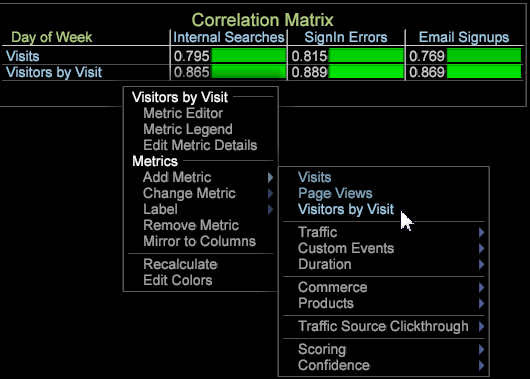 Correlation Matrix
Day of Week Internal Searches SignIn Errors Email Signups
Visits 0.795 0.815 0.769
Visitors by Visit 0.865 0.889 0.869
Visitors by Visit
Metric Editor
Metric Legend
Edit Metric Details
Metrics
Add Metric
Change Metric
Label
Remove Metric
Mirror to Columns
Recalculate
Edit Colors
Visits
Page Views
Visitors by Visit
Traffic
Custom Events
Duration
Commerce
Products
Traffic Source Clickthrough
Scoring
Confidence